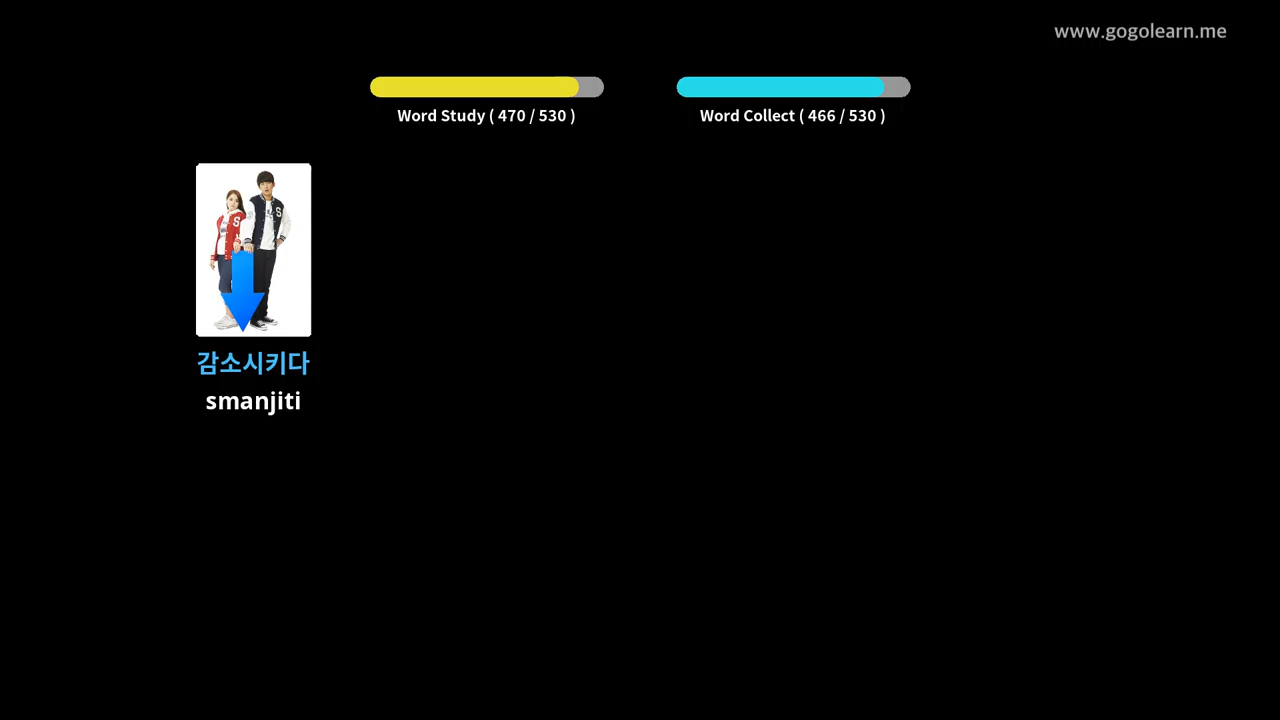 www.gogolearn.me
Word Study ( 470 / 530 )
Word Collect ( 466 / 530 )
S
S
감소시키다
smanjiti